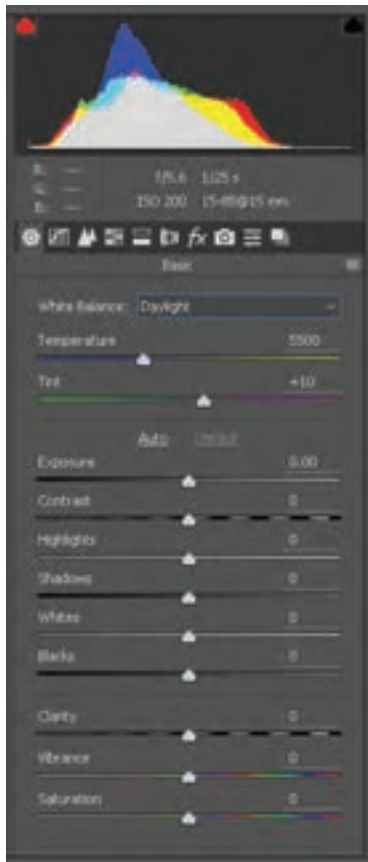 R: ---
G: ---
B: ---
f/5.6 1/25 s
ISO 200 15-85@15 mm
fx
Basic
White Balance: Daylight
Temperature 5500
Tint +10
Auto Default
Exposure 0.00
Contrast 0
Highlights 0
Shadows 0
Whites 0
Blacks 0
Clarity 0
Vibrance 0
Saturation 0